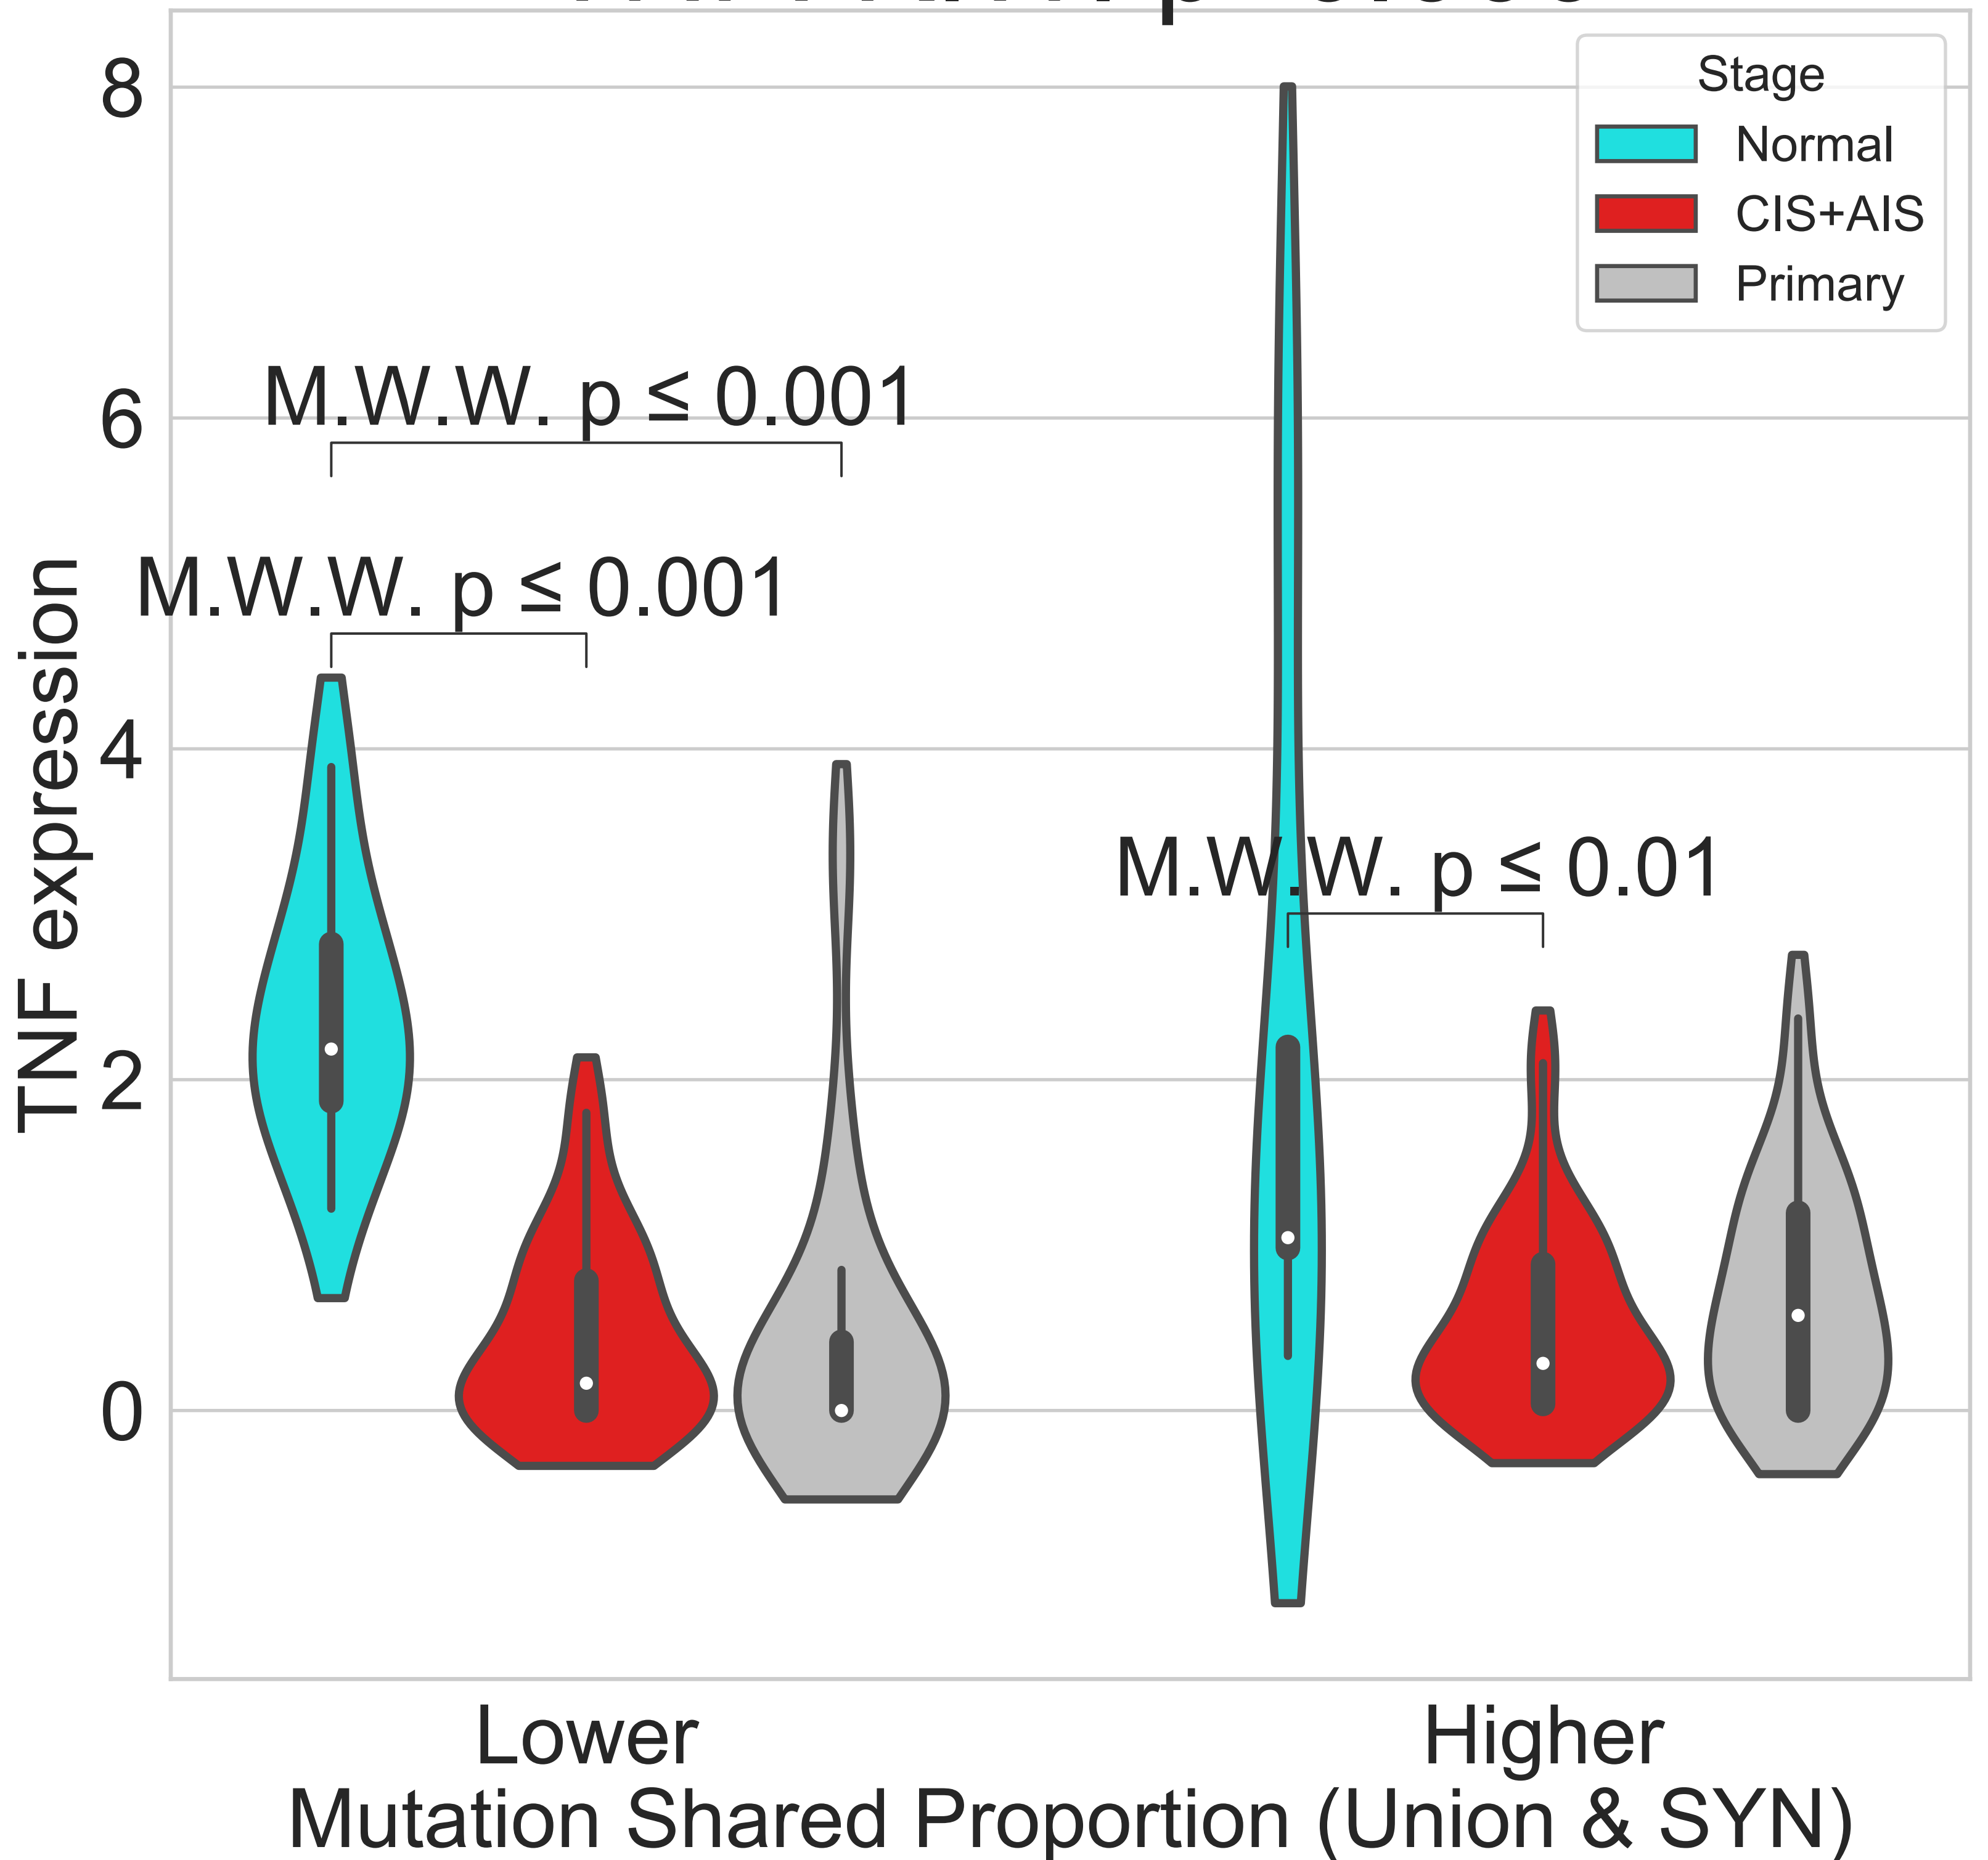 8
6
4
2
0
TNF expression
Stage
Normal
CIS+AIS
Primary
M.W.W. p ≤ 0.001
M.W.W. p ≤ 0.001
M.W.W. p ≤ 0.01
Lower
Higher
Mutation Shared Proportion (Union & SYN)